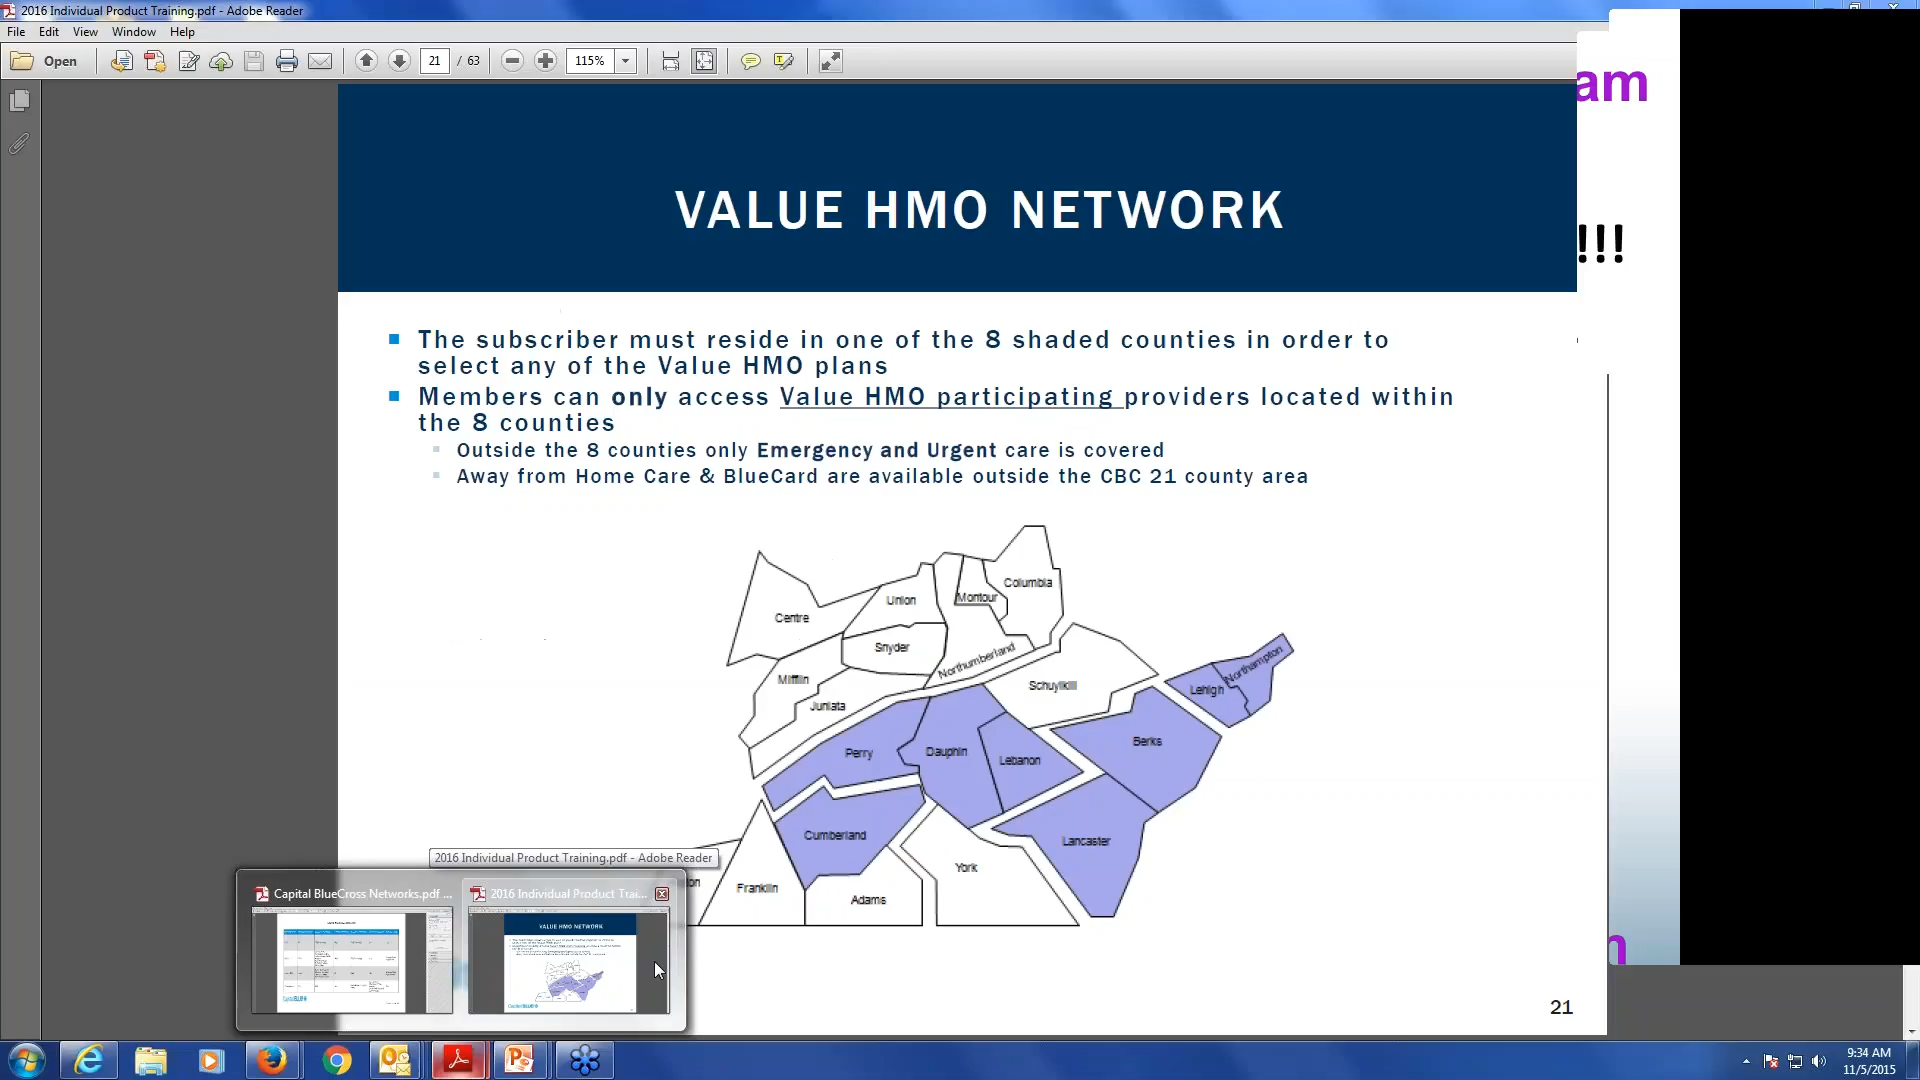 2016 Individual Product Training.pdf - Adobe Reader
File Edit View Window Help
Open 21 / 63 115%
am
!!!
VALUE HMO NETWORK
The subscriber must reside in one of the 8 shaded counties in order to
select any of the Value HMO plans
Members can only access Value HMO participating providers located within
the 8 counties
Outside the 8 counties only Emergency and Urgent care is covered
Away from Home Care & BlueCard are available outside the CBC 21 county area
Columbia
Montour
Union
Centre
Snyder
Northumberland
Northampton
Mifflin
Schuylkill
Lehigh
Juniata
Berks
Perry
Dauphin
Lebanon
Cumberland
Lancaster
York
on
Franklin
Adams
2016 Individual Product Training.pdf - Adobe Reader
Capital BlueCross Networks.pdf ...
2016 Individual Product Trai...
VALUE HMO NETWORK
n
21
9:34 AM
11/5/2015